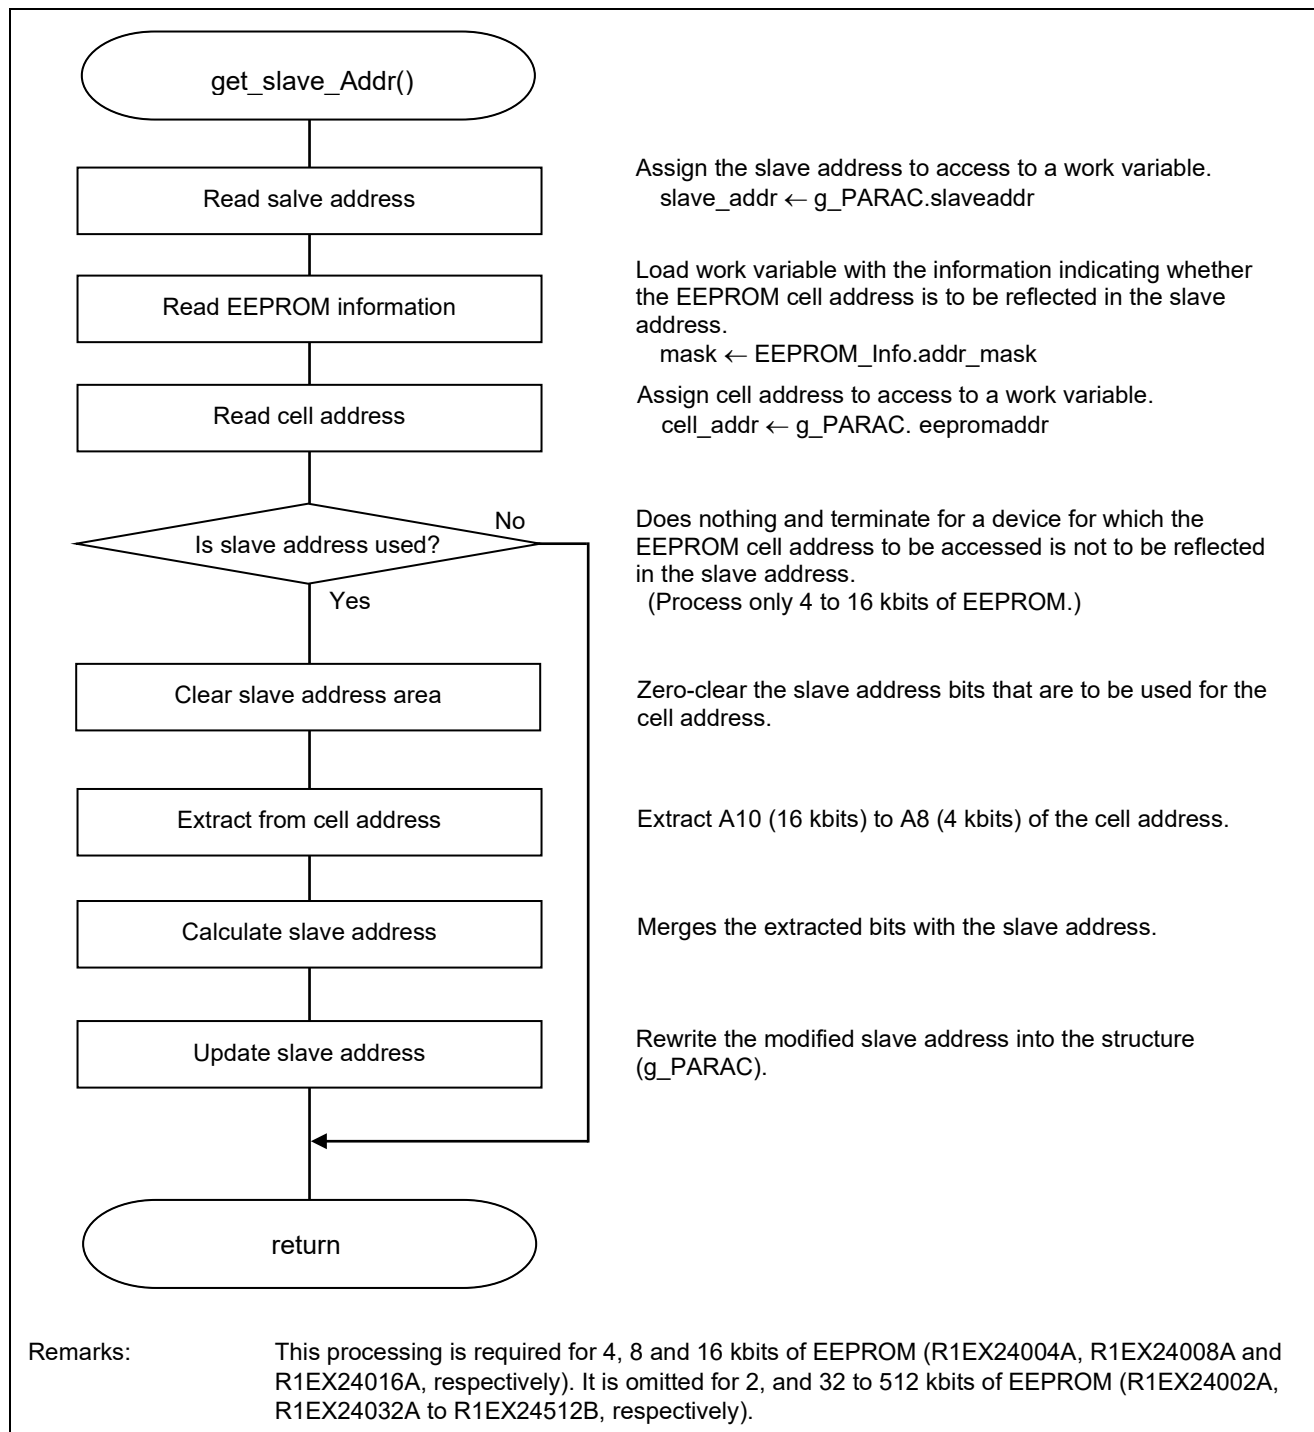 get_slave_Addr()
Read salve address
Assign the slave address to access to a work variable.
slave_addr ← g_PARAC.slaveaddr
Read EEPROM information
Load work variable with the information indicating whether
the EEPROM cell address is to be reflected in the slave
address.
mask ← EEPROM_Info.addr_mask
Read cell address
Assign cell address to access to a work variable.
cell_addr ← g_PARAC. eepromaddr
Is slave address used?
No
Yes
Does nothing and terminate for a device for which the
EEPROM cell address to be accessed is not to be reflected
in the slave address.
(Process only 4 to 16 kbits of EEPROM.)
Clear slave address area
Zero-clear the slave address bits that are to be used for the
cell address.
Extract from cell address
Extract A10 (16 kbits) to A8 (4 kbits) of the cell address.
Calculate slave address
Merges the extracted bits with the slave address.
Update slave address
Rewrite the modified slave address into the structure
(g_PARAC).
return
Remarks: This processing is required for 4, 8 and 16 kbits of EEPROM (R1EX24004A, R1EX24008A and
R1EX24016A, respectively). It is omitted for 2, and 32 to 512 kbits of EEPROM (R1EX24002A,
R1EX24032A to R1EX24512B, respectively).